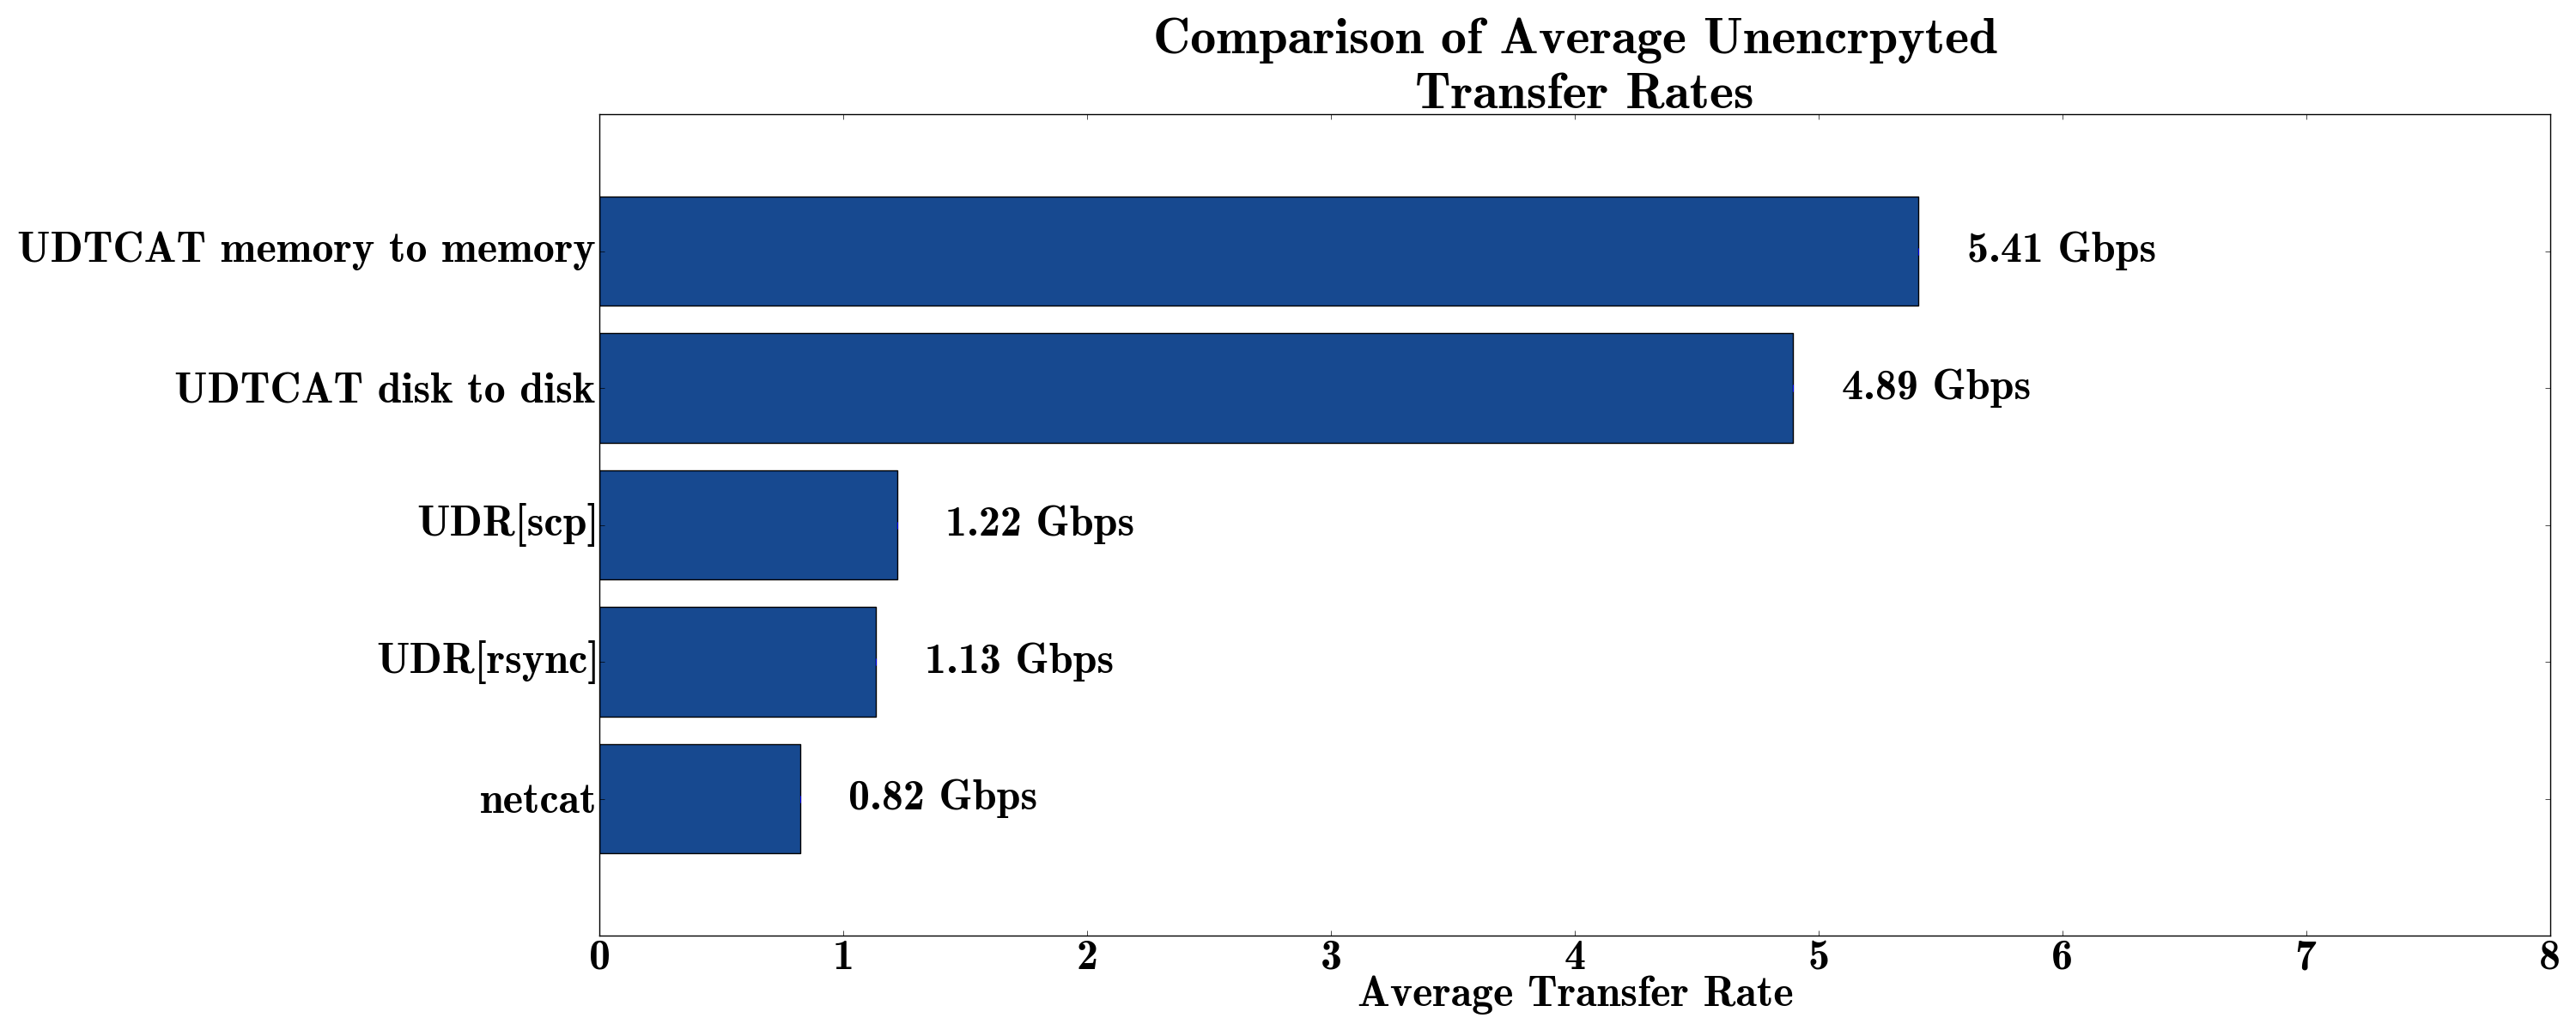 Comparison of Average Unencrpyted
Transfer Rates
UDTCAT memory to memory
5.41 Gbps
UDTCAT disk to disk
4.89 Gbps
UDR[scp]
1.22 Gbps
UDR[rsync]
1.13 Gbps
netcat
0.82 Gbps
0 1 2 3 4 5 6 7 8
Average Transfer Rate